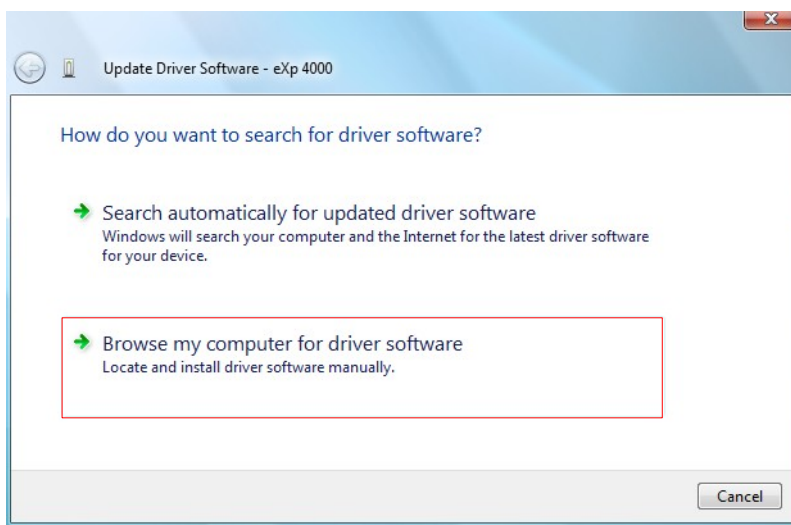 X
Update Driver Software - eXp 4000
How do you want to search for driver software?
Search automatically for updated driver software
Windows will search your computer and the Internet for the latest driver software
for your device.
Browse my computer for driver software
Locate and install driver software manually.
Cancel